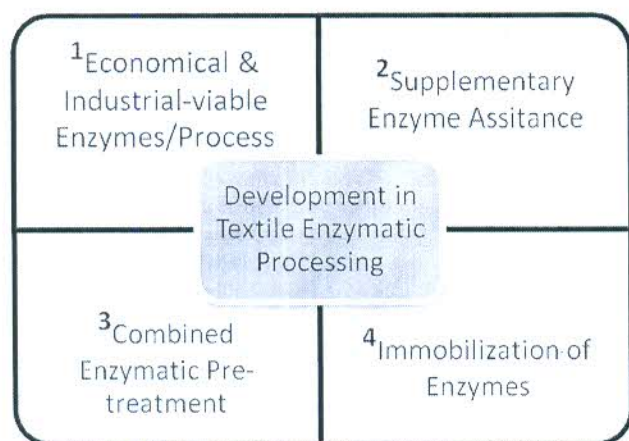 ¹Economical &
Industrial-viable
Enzymes/Process
²Supplementary
Enzyme Assitance
Development in
Textile Enzymatic
Processing
³Combined
Enzymatic Pre-
treatment
⁴Immobilization of
Enzymes